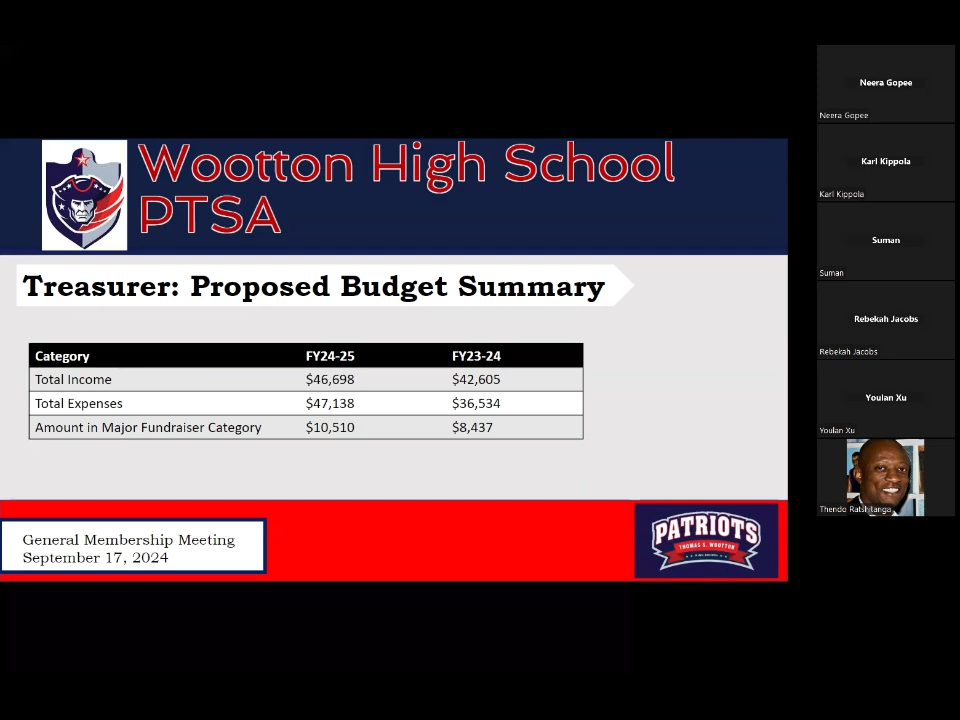 Wootton High School
PTSA
Treasurer: Proposed Budget Summary
Category FY24-25 FY23-24
Total Income $46,698 $42,605
Total Expenses $47,138 $36,534
Amount in Major Fundraiser Category $10,510 $8,437
General Membership Meeting
September 17, 2024
PATRIOTS
THOMAS S. WOOTTON
Neera Gopee
Neera Gopee
Karl Kippola
Karl Kippola
Suman
Suman
Rebekah Jacobs
Rebekah Jacobs
Youlan Xu
Youlan Xu
Thendo Ratshitanga